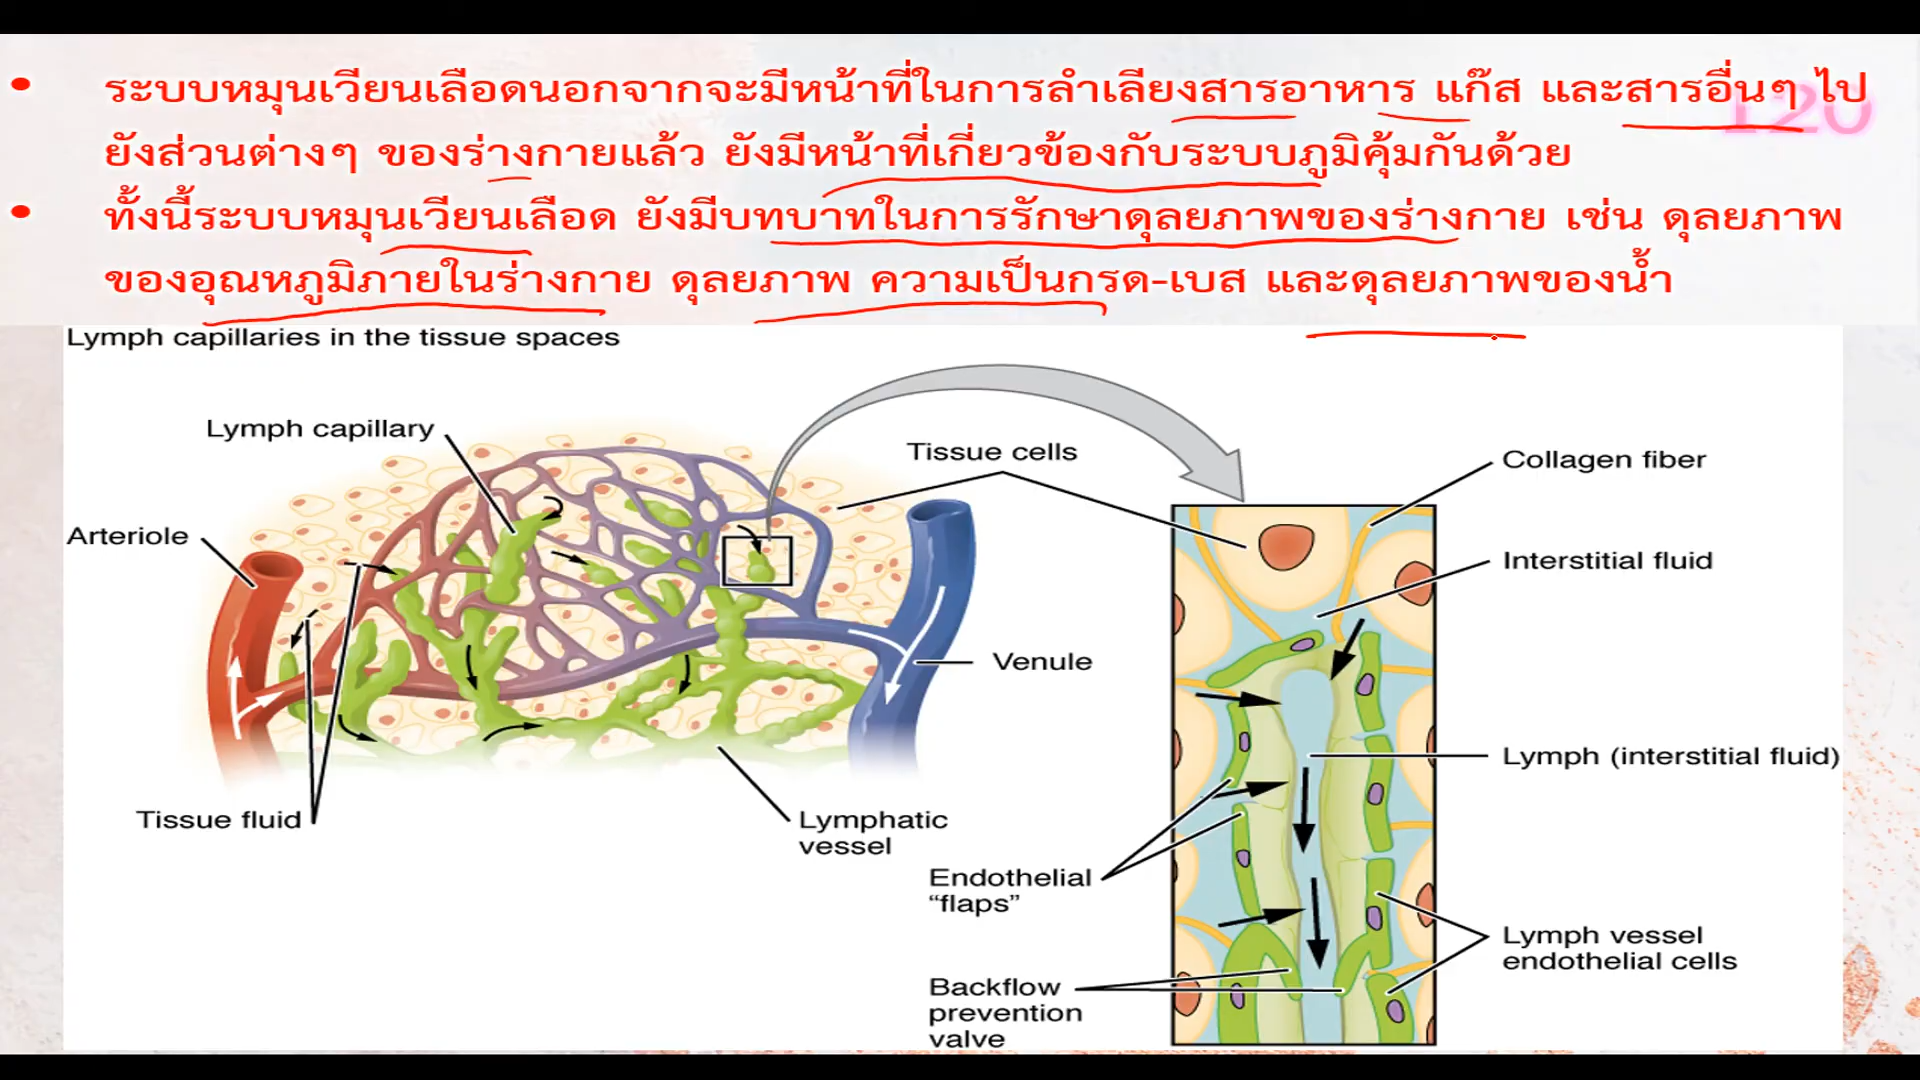 • ระบบหมุนเวียนเลือดนอกจากจะมีหน้าที่ในการลำเลียงสารอาหาร แก๊ส และสารอื่นๆ ไป
ยังส่วนต่างๆ ของร่างกายแล้ว ยังมีหน้าที่เกี่ยวข้องกับระบบภูมิคุ้มกันด้วย
120
• ทั้งนี้ระบบหมุนเวียนเลือด ยังมีบทบาทในการรักษาดุลยภาพของร่างกาย เช่น ดุลยภาพ
ของอุณหภูมิภายในร่างกาย ดุลยภาพ ความเป็นกรด-เบส และดุลยภาพของน้ำ
Lymph capillaries in the tissue spaces
Lymph capillary
Arteriole
Tissue fluid
Tissue cells
Venule
Lymphatic
vessel
Collagen fiber
Interstitial fluid
Lymph (interstitial fluid)
Endothelial
“flaps”
Lymph vessel
endothelial cells
Backflow
prevention
valve